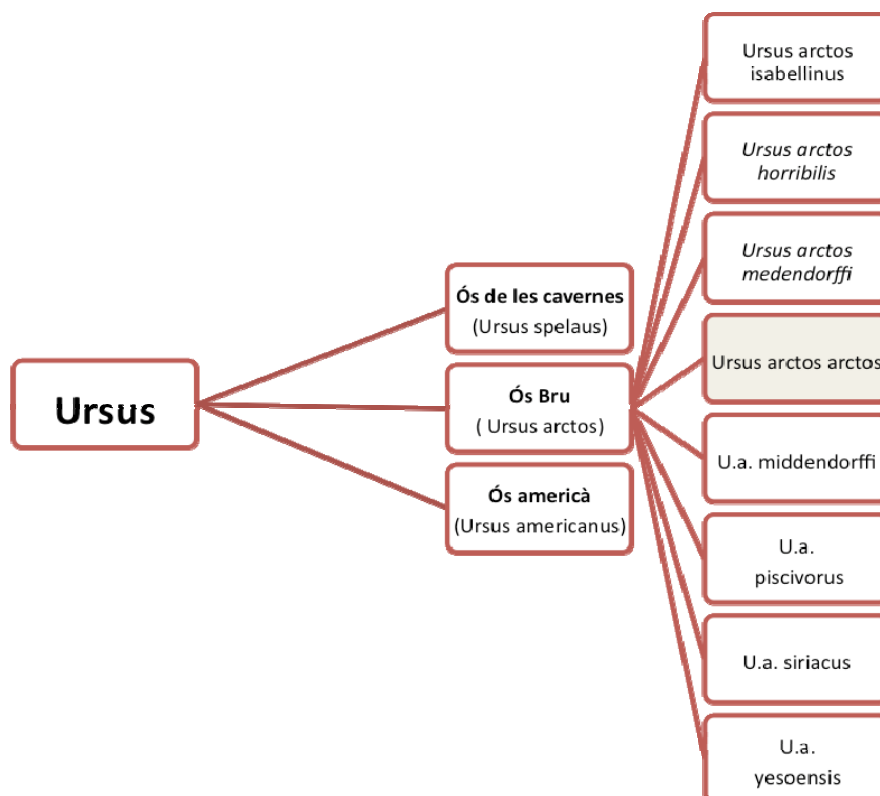 Ursus
Ós de les cavernes
(Ursus spelaus)
Ós Bru
( Ursus arctos)
Ós americà
(Ursus americanus)
Ursus arctos
isabellinus
Ursus arctos
horribilis
Ursus arctos
medendorffi
Ursus arctos arctos
U.a. middendorffi
U.a.
piscivorus
U.a. siriacus
U.a.
yesoensis